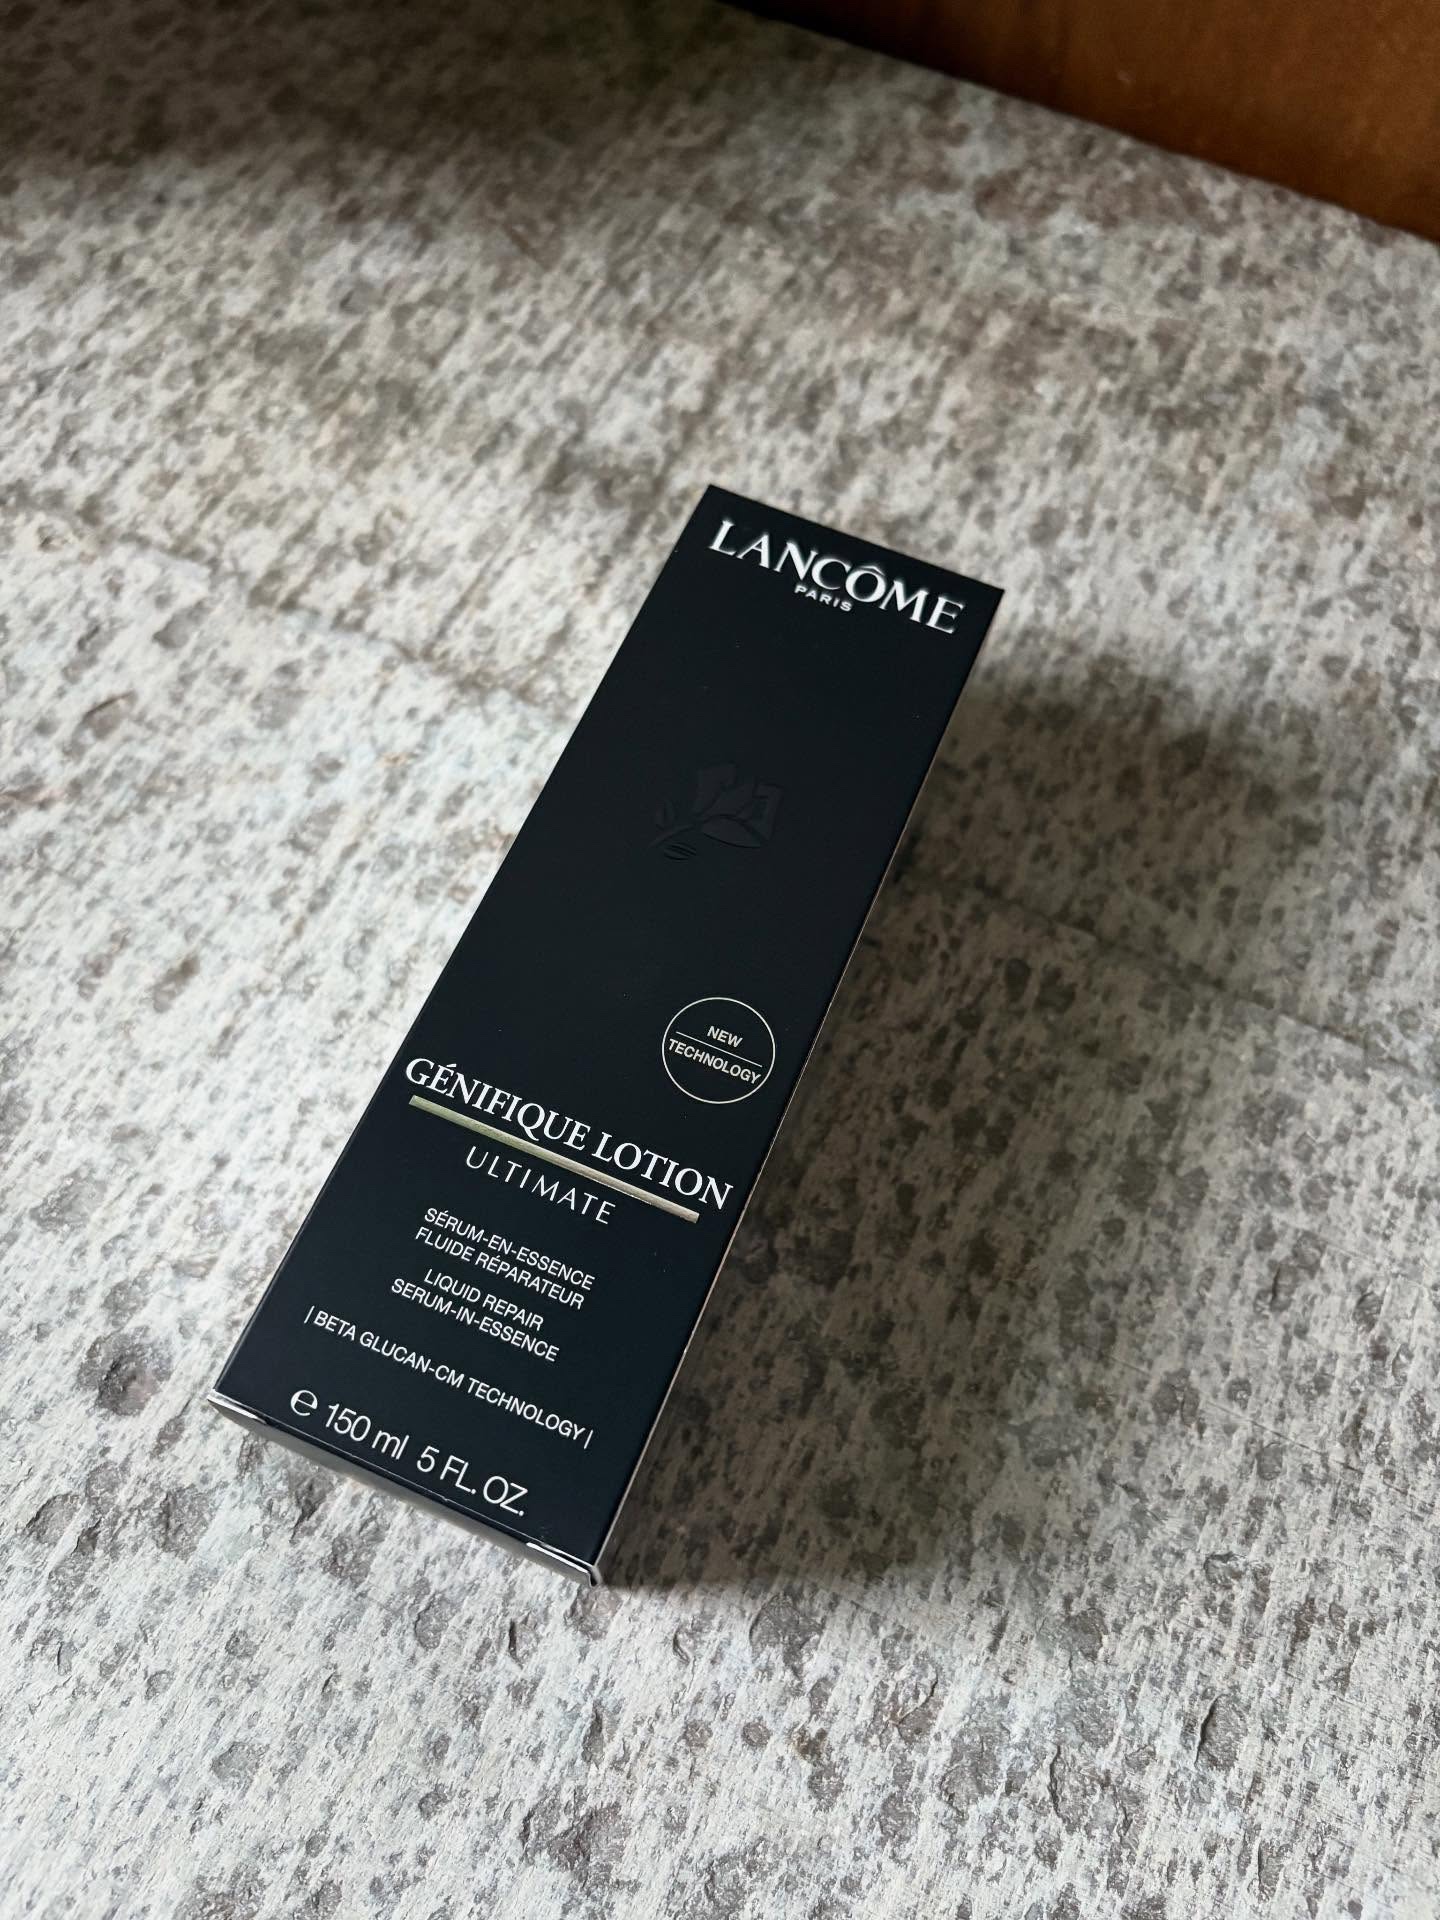 LANCÔME
PARIS
NEW
TECHNOLOGY
GÉNIFIQUE LOTION
ULTIMATE
SÉRUM-EN-ESSENCE
FLUIDE RÉPARATEUR
LIQUID REPAIR
SERUM-IN-ESSENCE
| BETA GLUCAN-CM TECHNOLOGY |
℮ 150 ml 5 FL. OZ.